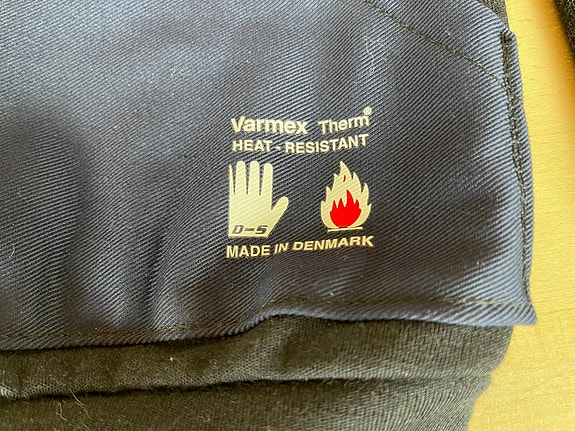 Varmex Therm®
HEAT-RESISTANT
D-S
MADE IN DENMARK